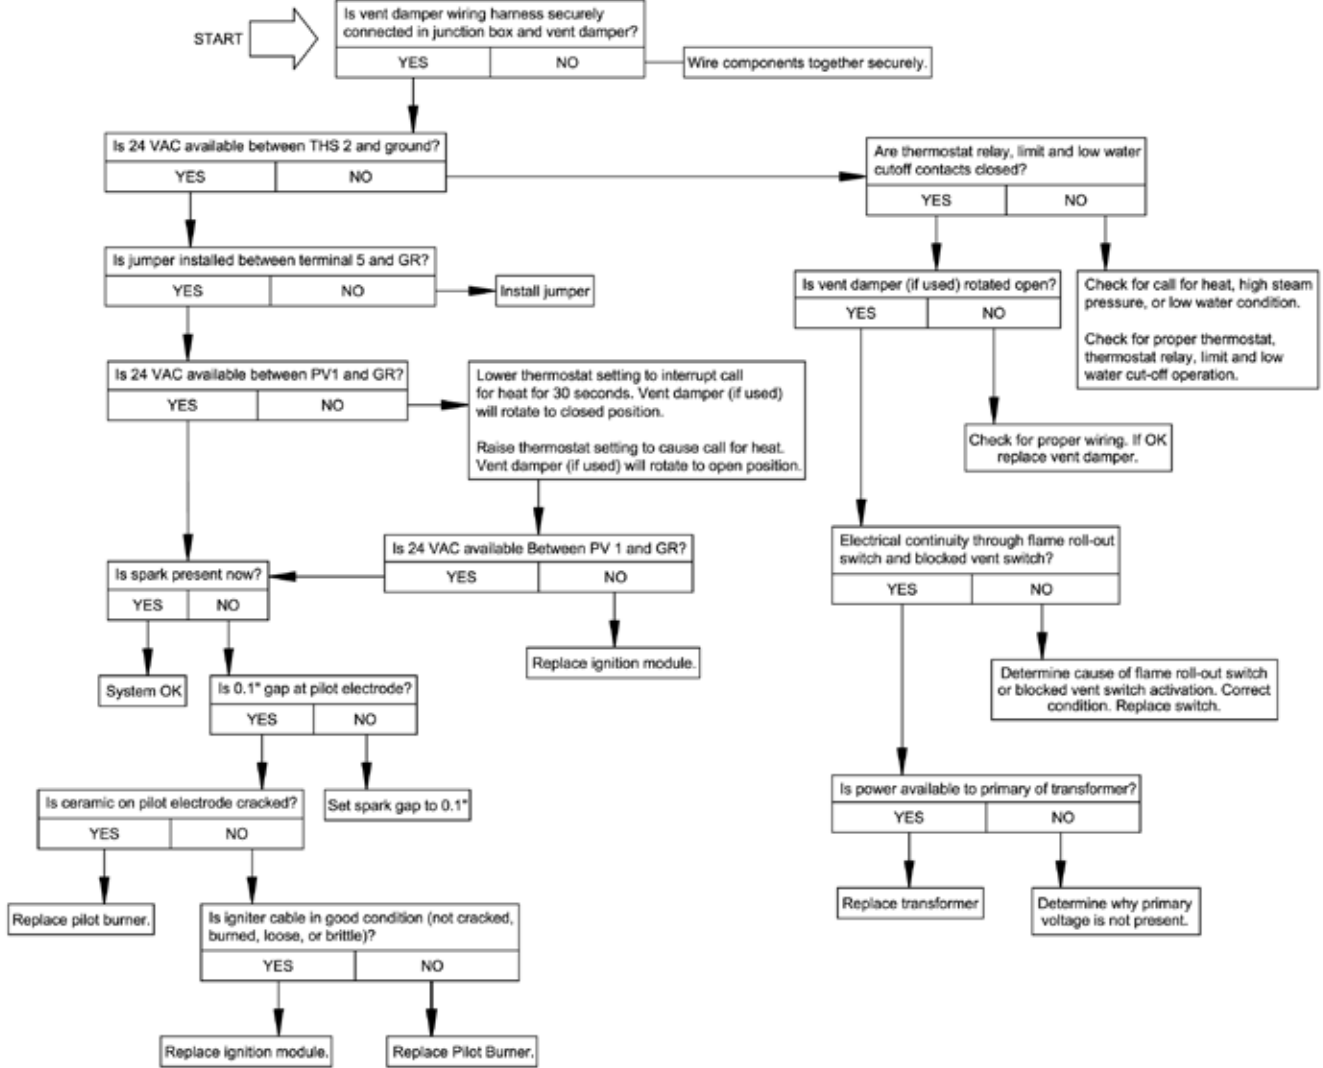 START
Is vent damper wiring harness securely
connected in junction box and vent damper?
YES
NO
Wire components together securely.
Is 24 VAC available between THS 2 and ground?
YES
NO
Are thermostat relay, limit and low water
cutoff contacts closed?
YES
NO
Is jumper installed between terminal 5 and GR?
YES
NO
Install jumper
Is vent damper (if used) rotated open?
YES
NO
Check for call for heat, high steam
pressure, or low water condition.
Check for proper thermostat,
thermostat relay, limit and low
water cut-off operation.
Is 24 VAC available between PV1 and GR?
YES
NO
Lower thermostat setting to interrupt call
for heat for 30 seconds. Vent damper (if used)
will rotate to closed position.
Raise thermostat setting to cause call for heat.
Vent damper (if used) will rotate to open position.
Check for proper wiring. If OK
replace vent damper.
Is 24 VAC available Between PV 1 and GR?
YES
NO
Electrical continuity through flame roll-out
switch and blocked vent switch?
YES
NO
Is spark present now?
YES
NO
Replace ignition module.
System OK
Is 0.1" gap at pilot electrode?
YES
NO
Determine cause of flame roll-out switch
or blocked vent switch activation. Correct
condition. Replace switch.
Is ceramic on pilot electrode cracked?
YES
NO
Set spark gap to 0.1"
Is power available to primary of transformer?
YES
NO
Replace pilot burner.
Is igniter cable in good condition (not cracked,
burned, loose, or brittle)?
YES
NO
Replace transformer
Determine why primary
voltage is not present.
Replace ignition module.
Replace Pilot Burner.